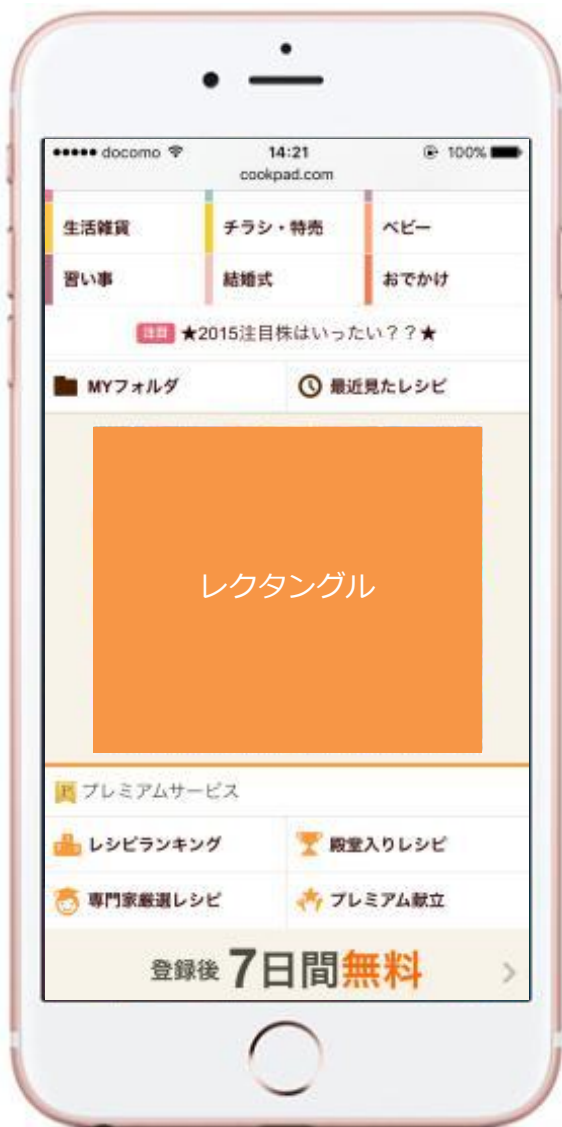 ●●●●● docomo 14:21 100%
cookpad.com
生活雑貨 チラシ・特売 ベビー
習い事 結婚式 おでかけ
注目 ★2015注目株はいったい？？★
MYフォルダ 最近見たレシピ
レクタングル
プレミアムサービス
レシピランキング 殿堂入りレシピ
専門家厳選レシピ プレミアム献立
登録後7日間無料